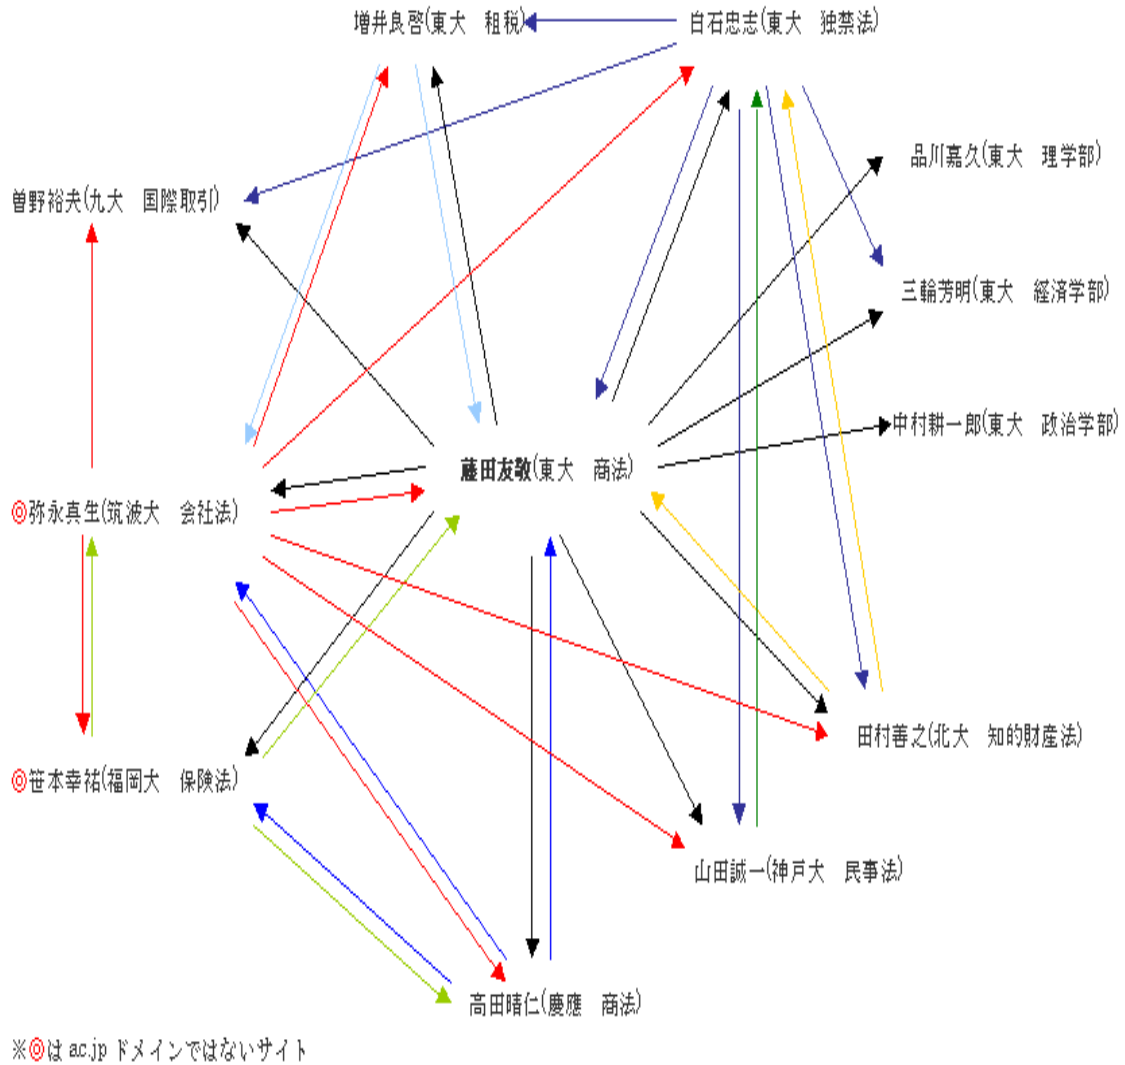 増井良啓(東大　租税)
白石忠志(東大　独禁法)
品川嘉久(東大　理学部)
曽野裕夫(九大　国際取引)
三輪芳明(東大　経済学部)
中村耕一郎(東大　政治学部)
藤田友敬(東大　商法)
◎弥永真生(筑波大　会社法)
田村善之(北大　知的財産法)
◎笹本幸祐(福岡大　保険法)
山田誠一(神戸大　民事法)
高田晴仁(慶應　商法)
※◎は ac.jp ドメインではないサイト